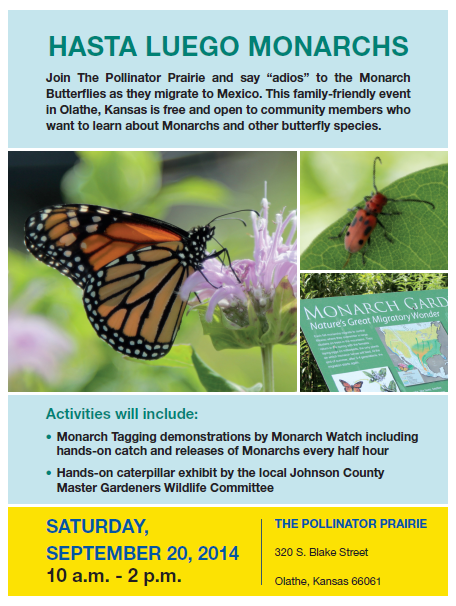 HASTA LUEGO MONARCHS
Join The Pollinator Prairie and say “adios” to the Monarch
Butterflies as they migrate to Mexico. This family-friendly event
in Olathe, Kansas is free and open to community members who
want to learn about Monarchs and other butterfly species.
MONARCH GARD
Nature's Great Migratory Wonder
Activities will include:
• Monarch Tagging demonstrations by Monarch Watch including
hands-on catch and releases of Monarchs every half hour
• Hands-on caterpillar exhibit by the local Johnson County
Master Gardeners Wildlife Committee
SATURDAY,
SEPTEMBER 20, 2014
10 a.m. - 2 p.m.
THE POLLINATOR PRAIRIE
320 S. Blake Street
Olathe, Kansas 66061